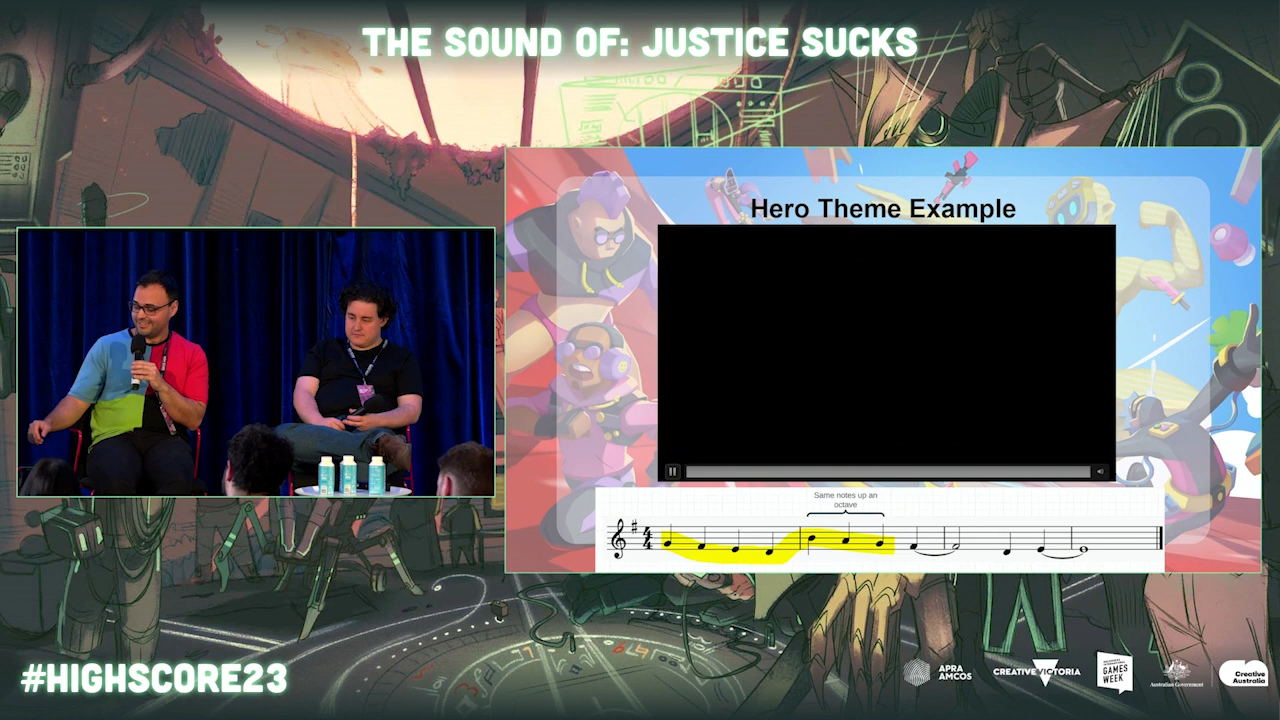 THE SOUND OF: JUSTICE SUCKS
Hero Theme Example
Same notes up an
octave
#HIGHSCORE23
APRA
AMCOS
CREATIVE VICTORIA
GAMES
WEEK
Australian Government
Creative
Australia